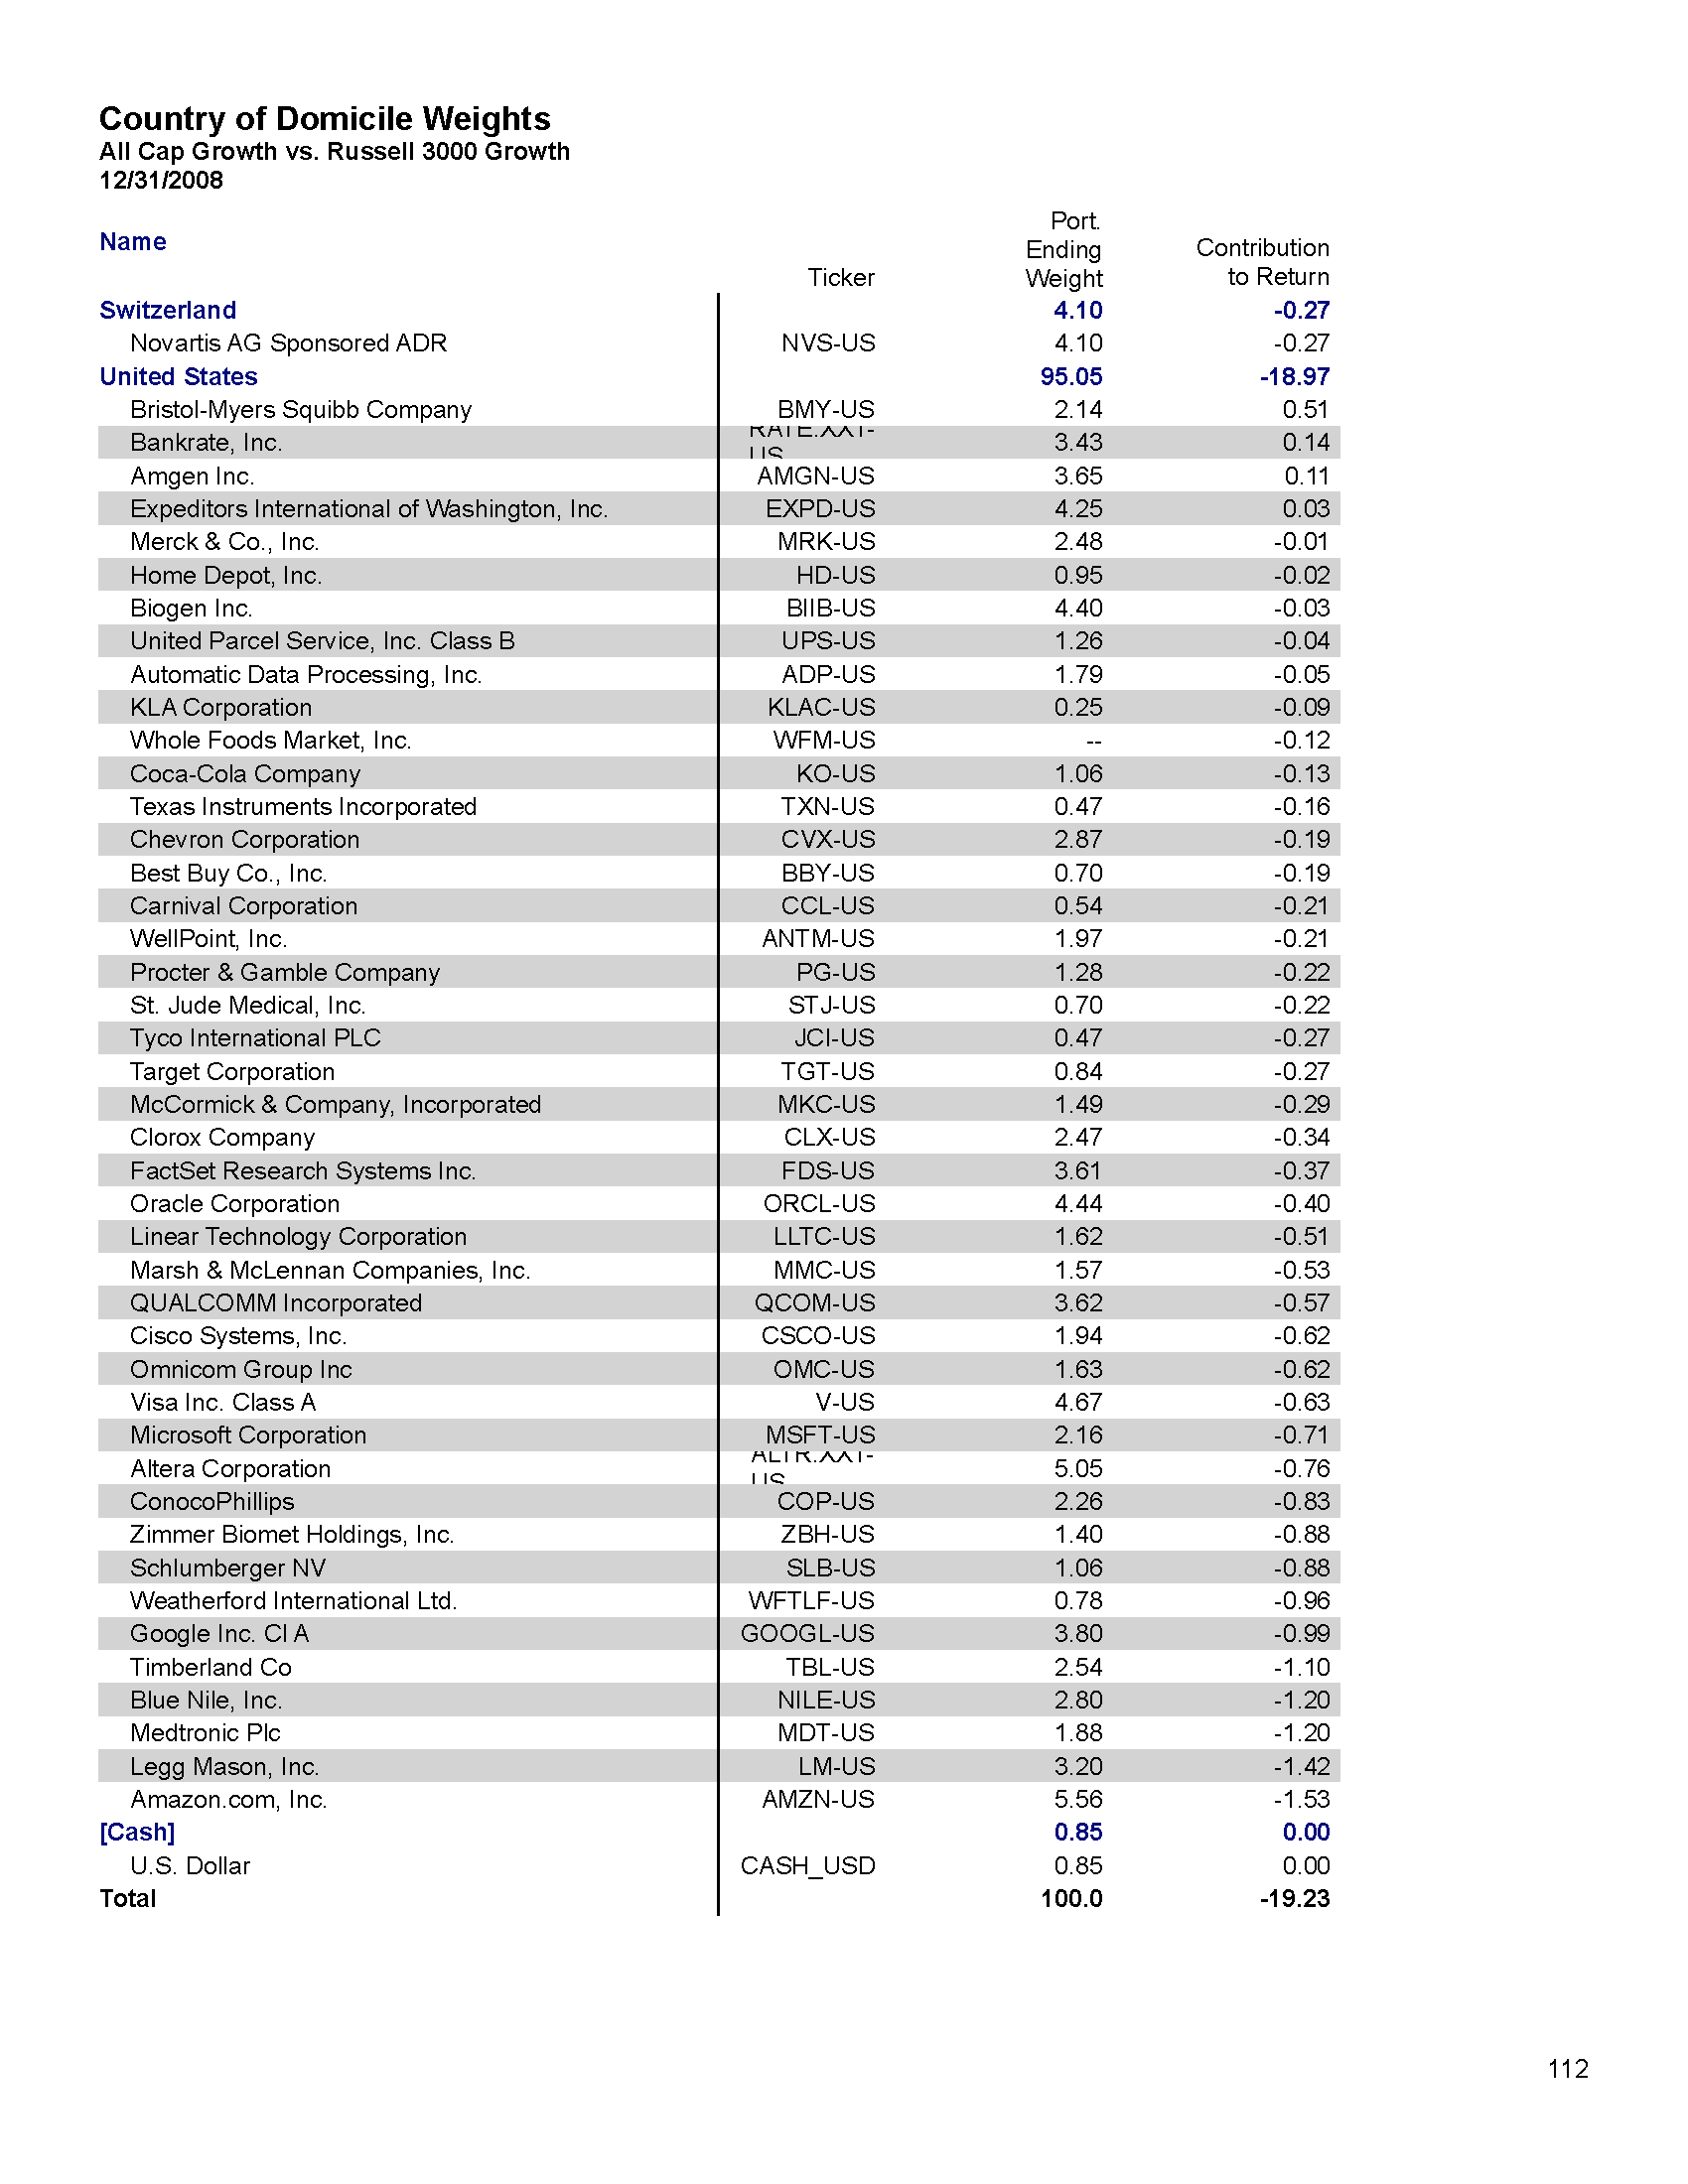 Country of Domicile Weights
All Cap Growth vs. Russell 3000 Growth
12/31/2008
Name Ticker Port. Ending Weight Contribution to Return
Switzerland 4.10 -0.27
Novartis AG Sponsored ADR NVS-US 4.10 -0.27
United States 95.05 -18.97
Bristol-Myers Squibb Company BMY-US 2.14 0.51
Bankrate, Inc. RATE.XX1-US 3.43 0.14
Amgen Inc. AMGN-US 3.65 0.11
Expeditors International of Washington, Inc. EXPD-US 4.25 0.03
Merck & Co., Inc. MRK-US 2.48 -0.01
Home Depot, Inc. HD-US 0.95 -0.02
Biogen Inc. BIIB-US 4.40 -0.03
United Parcel Service, Inc. Class B UPS-US 1.26 -0.04
Automatic Data Processing, Inc. ADP-US 1.79 -0.05
KLA Corporation KLAC-US 0.25 -0.09
Whole Foods Market, Inc. WFM-US -- -0.12
Coca-Cola Company KO-US 1.06 -0.13
Texas Instruments Incorporated TXN-US 0.47 -0.16
Chevron Corporation CVX-US 2.87 -0.19
Best Buy Co., Inc. BBY-US 0.70 -0.19
Carnival Corporation CCL-US 0.54 -0.21
WellPoint, Inc. ANTM-US 1.97 -0.21
Procter & Gamble Company PG-US 1.28 -0.22
St. Jude Medical, Inc. STJ-US 0.70 -0.22
Tyco International PLC JCI-US 0.47 -0.27
Target Corporation TGT-US 0.84 -0.27
McCormick & Company, Incorporated MKC-US 1.49 -0.29
Clorox Company CLX-US 2.47 -0.34
FactSet Research Systems Inc. FDS-US 3.61 -0.37
Oracle Corporation ORCL-US 4.44 -0.40
Linear Technology Corporation LLTC-US 1.62 -0.51
Marsh & McLennan Companies, Inc. MMC-US 1.57 -0.53
QUALCOMM Incorporated QCOM-US 3.62 -0.57
Cisco Systems, Inc. CSCO-US 1.94 -0.62
Omnicom Group Inc OMC-US 1.63 -0.62
Visa Inc. Class A V-US 4.67 -0.63
Microsoft Corporation MSFT-US 2.16 -0.71
Altera Corporation ALTR.XX1-US 5.05 -0.76
ConocoPhillips COP-US 2.26 -0.83
Zimmer Biomet Holdings, Inc. ZBH-US 1.40 -0.88
Schlumberger NV SLB-US 1.06 -0.88
Weatherford International Ltd. WFTLF-US 0.78 -0.96
Google Inc. Cl A GOOGL-US 3.80 -0.99
Timberland Co TBL-US 2.54 -1.10
Blue Nile, Inc. NILE-US 2.80 -1.20
Medtronic Plc MDT-US 1.88 -1.20
Legg Mason, Inc. LM-US 3.20 -1.42
Amazon.com, Inc. AMZN-US 5.56 -1.53
[Cash] 0.85 0.00
U.S. Dollar CASH_USD 0.85 0.00
Total 100.0 -19.23
112